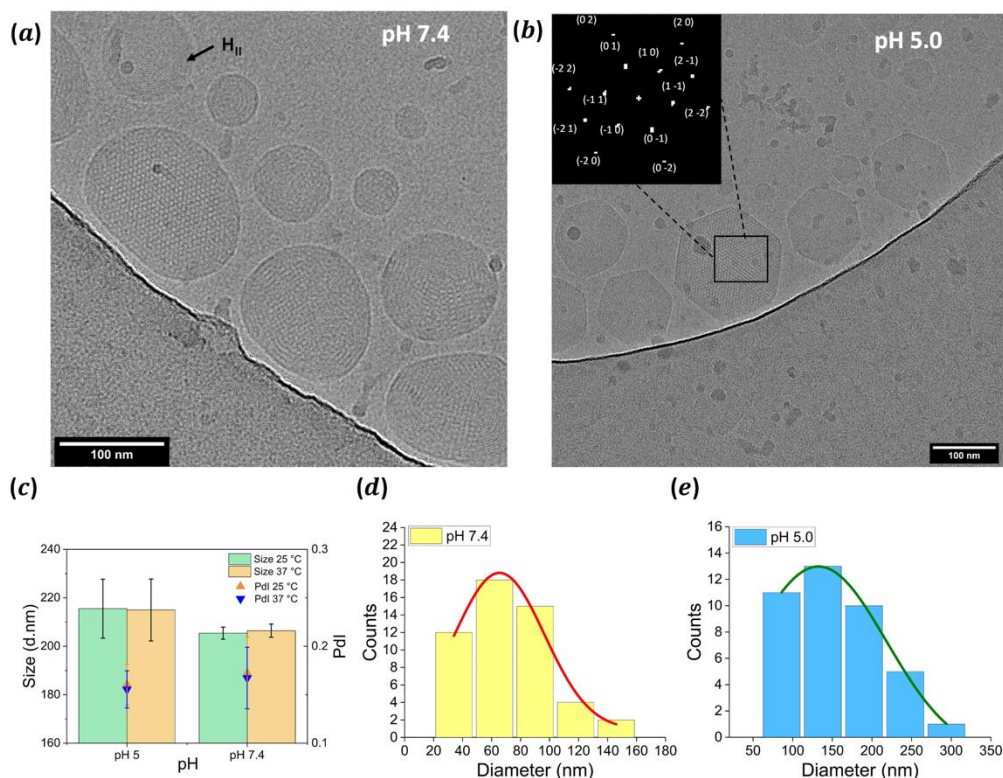 (a)
H_II
pH 7.4
100 nm
(b)
pH 5.0
(0 2)
(2 0)
(0 1)
(1 0)
(2 -1)
(-2 2)
(-1 1)
(1 -1)
(2 -2)
(-2 1)
(-1 0)
(0 -1)
(-2 0)
(0 -2)
100 nm
(c)
240
220
200
180
160
Size (d.nm)
Size 25 °C
Size 37 °C
PdI 25 °C
PdI 37 °C
0.3
0.2
0.1
PdI
pH 5
pH 7.4
pH
(d)
pH 7.4
24
22
20
18
16
14
12
10
8
6
4
2
0
Counts
0 20 40 60 80 100 120 140 160
Diameter (nm)
(e)
pH 5.0
16
14
12
10
8
6
4
2
0
Counts
50 100 150 200 250 300 350
Diameter (nm)